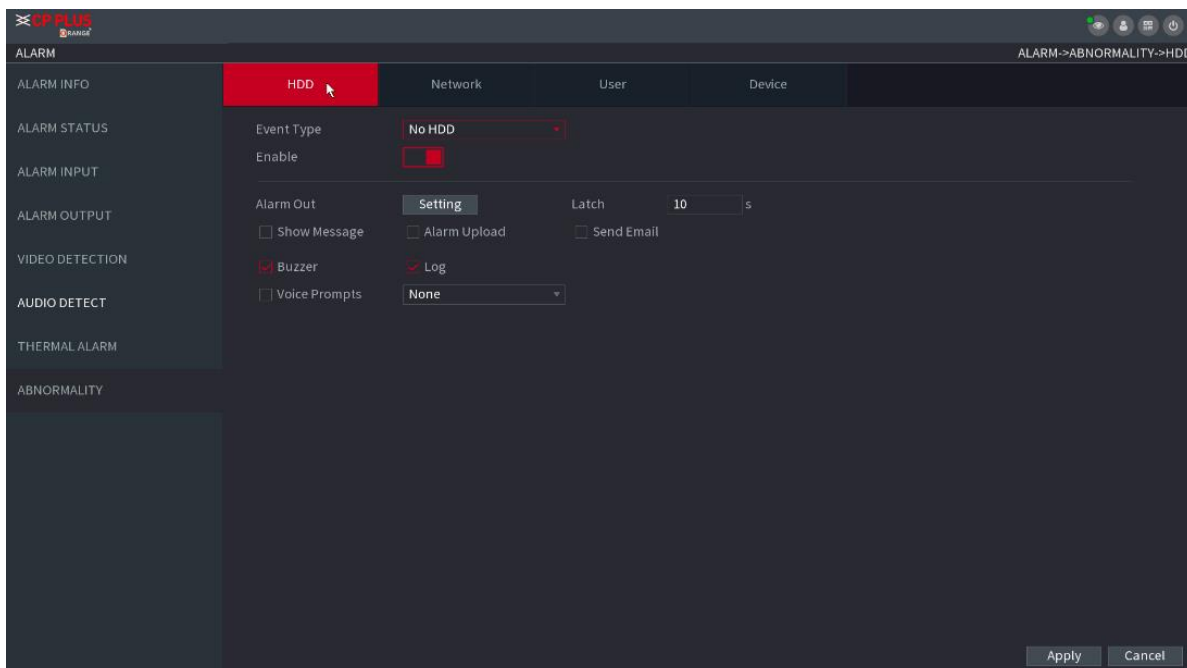 CP PLUS
ORANGE
ALARM
ALARM->ABNORMALITY->HDD
ALARM INFO
HDD
Network
User
Device
ALARM STATUS
Event Type
No HDD
Enable
ALARM INPUT
ALARM OUTPUT
Alarm Out
Setting
Latch
10
s
Show Message
Alarm Upload
Send Email
VIDEO DETECTION
Buzzer
Log
AUDIO DETECT
Voice Prompts
None
THERMAL ALARM
ABNORMALITY
Apply
Cancel